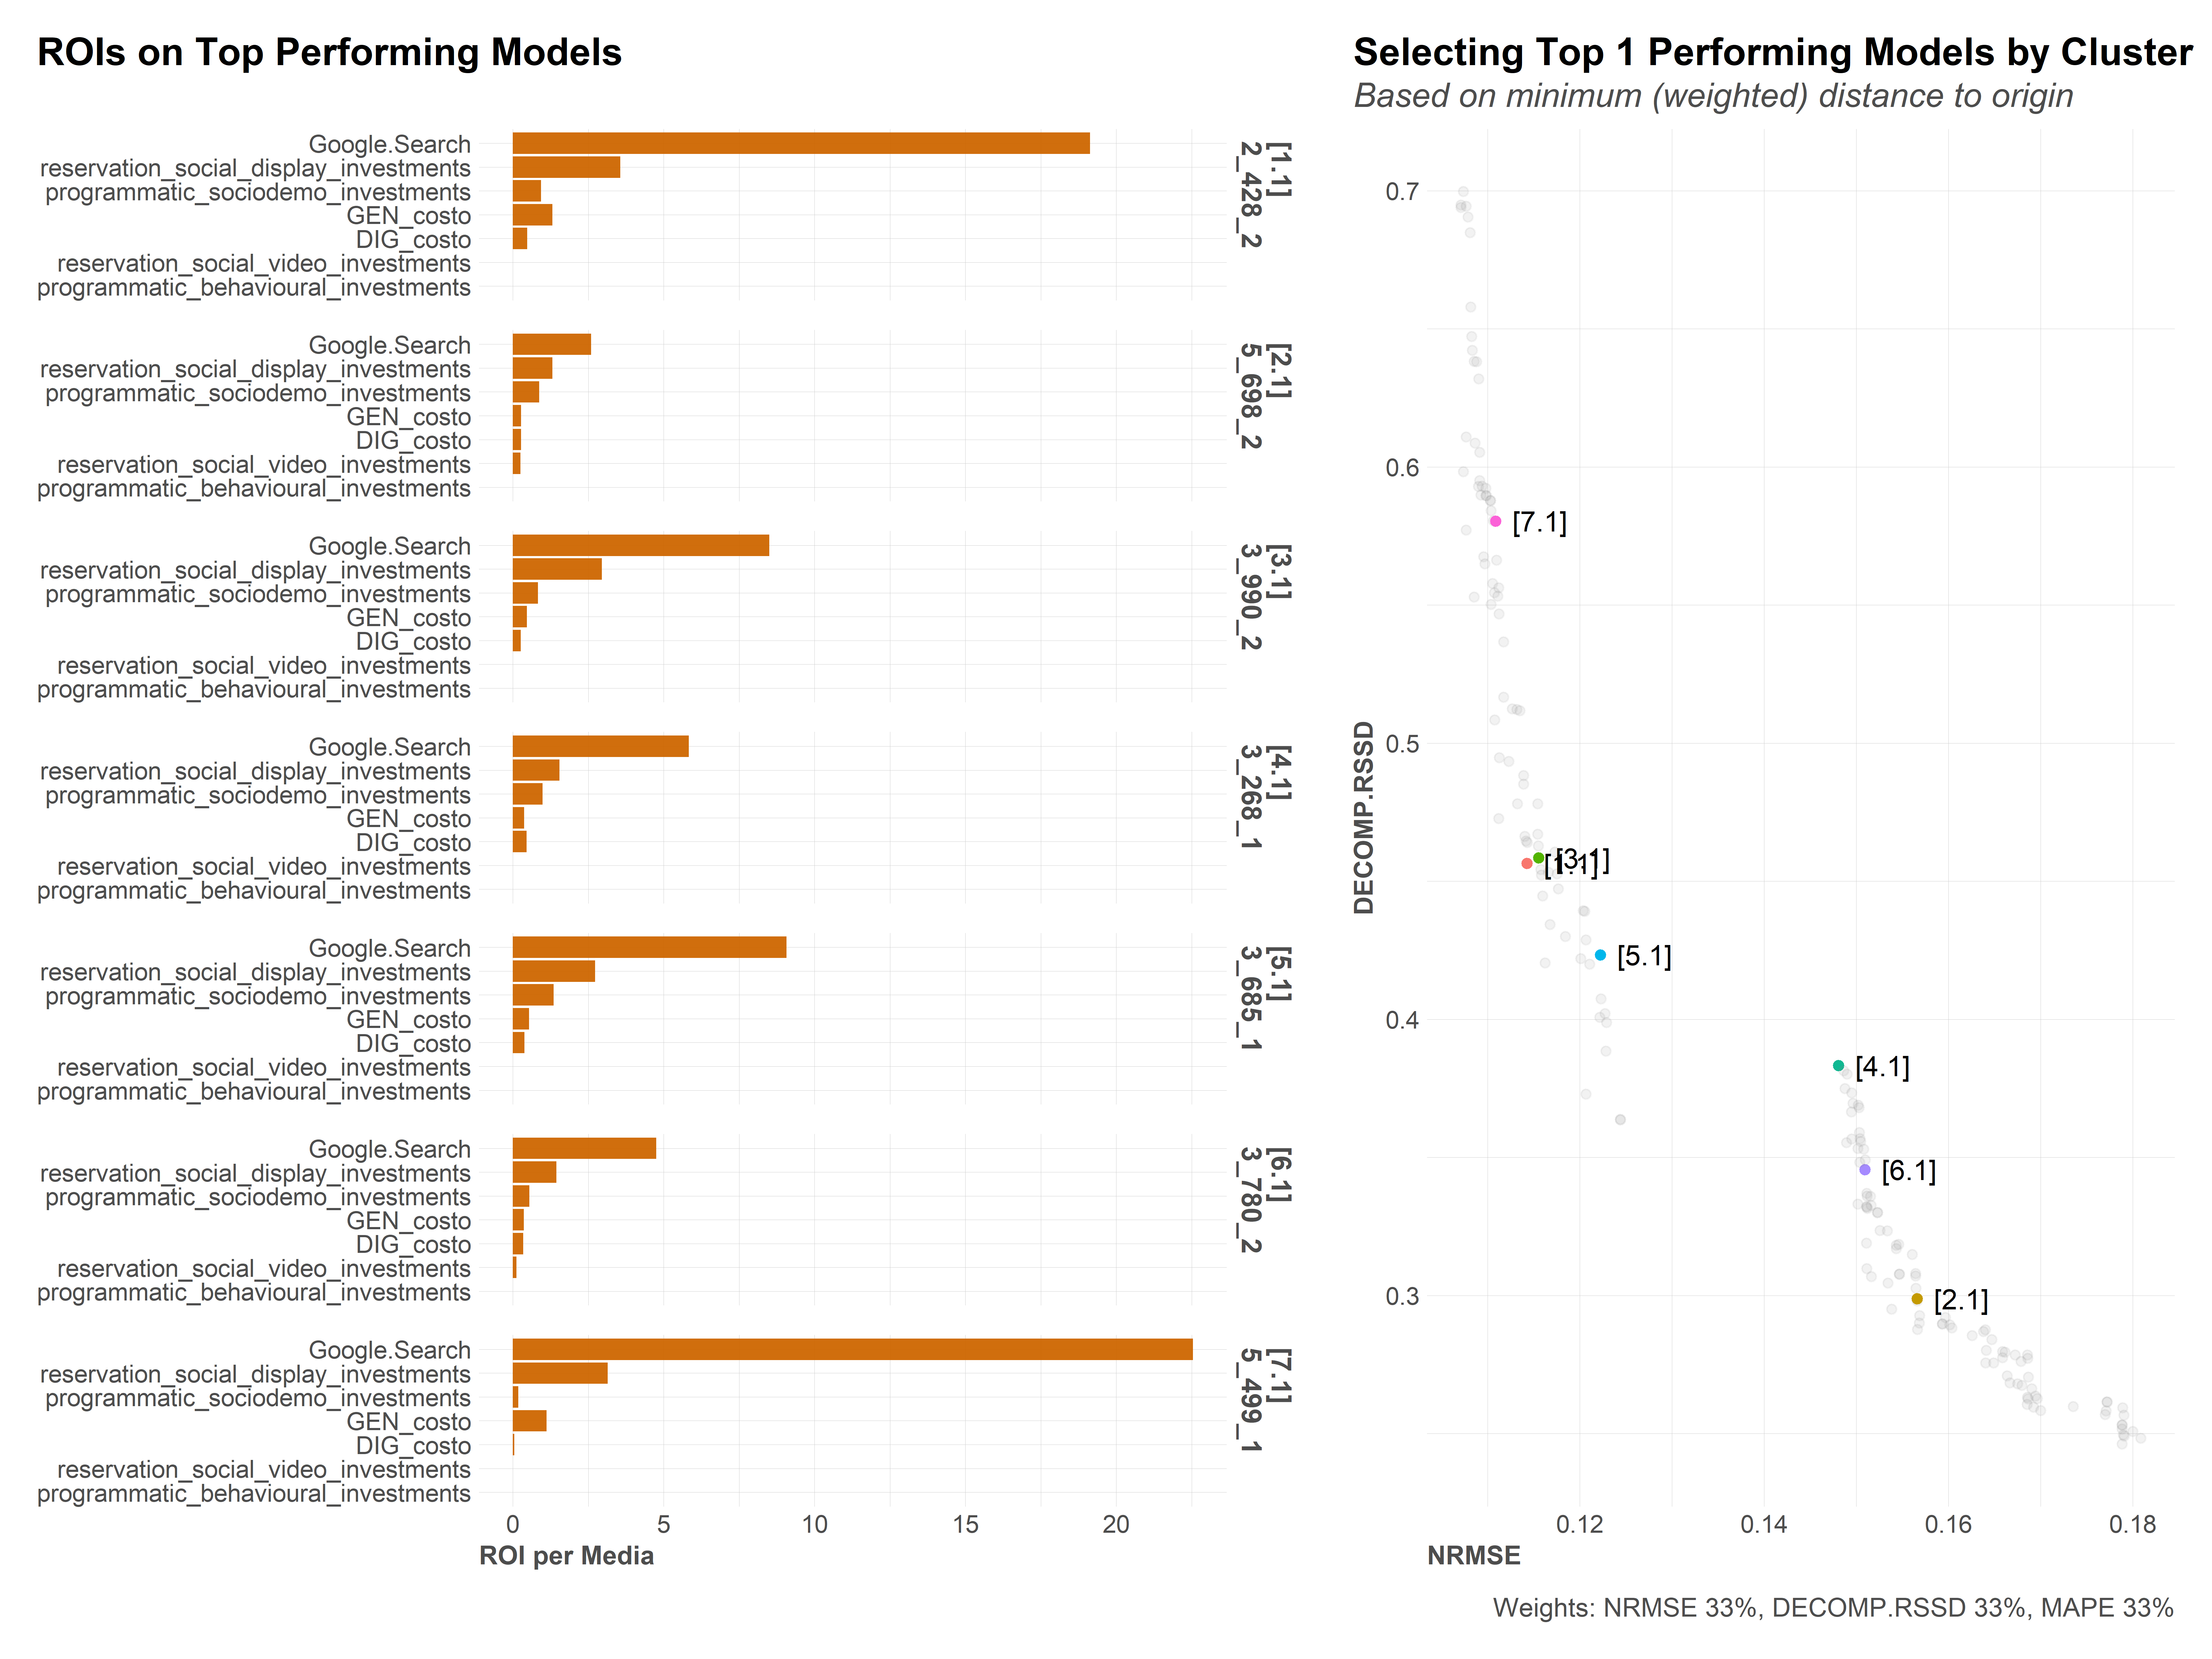 ROIs on Top Performing Models
Google.Search
reservation_social_display_investments
programmatic_sociodemo_investments
GEN_costo
DIG_costo
reservation_social_video_investments
programmatic_behavioural_investments
[1.1]
2_428_2
Google.Search
reservation_social_display_investments
programmatic_sociodemo_investments
GEN_costo
DIG_costo
reservation_social_video_investments
programmatic_behavioural_investments
[2.1]
5_698_2
Google.Search
reservation_social_display_investments
programmatic_sociodemo_investments
GEN_costo
DIG_costo
reservation_social_video_investments
programmatic_behavioural_investments
[3.1]
3_990_2
Google.Search
reservation_social_display_investments
programmatic_sociodemo_investments
GEN_costo
DIG_costo
reservation_social_video_investments
programmatic_behavioural_investments
[4.1]
3_268_1
Google.Search
reservation_social_display_investments
programmatic_sociodemo_investments
GEN_costo
DIG_costo
reservation_social_video_investments
programmatic_behavioural_investments
[5.1]
3_685_1
Google.Search
reservation_social_display_investments
programmatic_sociodemo_investments
GEN_costo
DIG_costo
reservation_social_video_investments
programmatic_behavioural_investments
[6.1]
3_780_2
Google.Search
reservation_social_display_investments
programmatic_sociodemo_investments
GEN_costo
DIG_costo
reservation_social_video_investments
programmatic_behavioural_investments
[7.1]
5_499_1
0 5 10 15 20
ROI per Media
Selecting Top 1 Performing Models by Cluster
Based on minimum (weighted) distance to origin
DECOMP.RSSD
0.7
0.6
0.5
0.4
0.3
[7.1]
[3.1]
[1.1]
[5.1]
[4.1]
[6.1]
[2.1]
0.12 0.14 0.16 0.18
NRMSE
Weights: NRMSE 33%, DECOMP.RSSD 33%, MAPE 33%